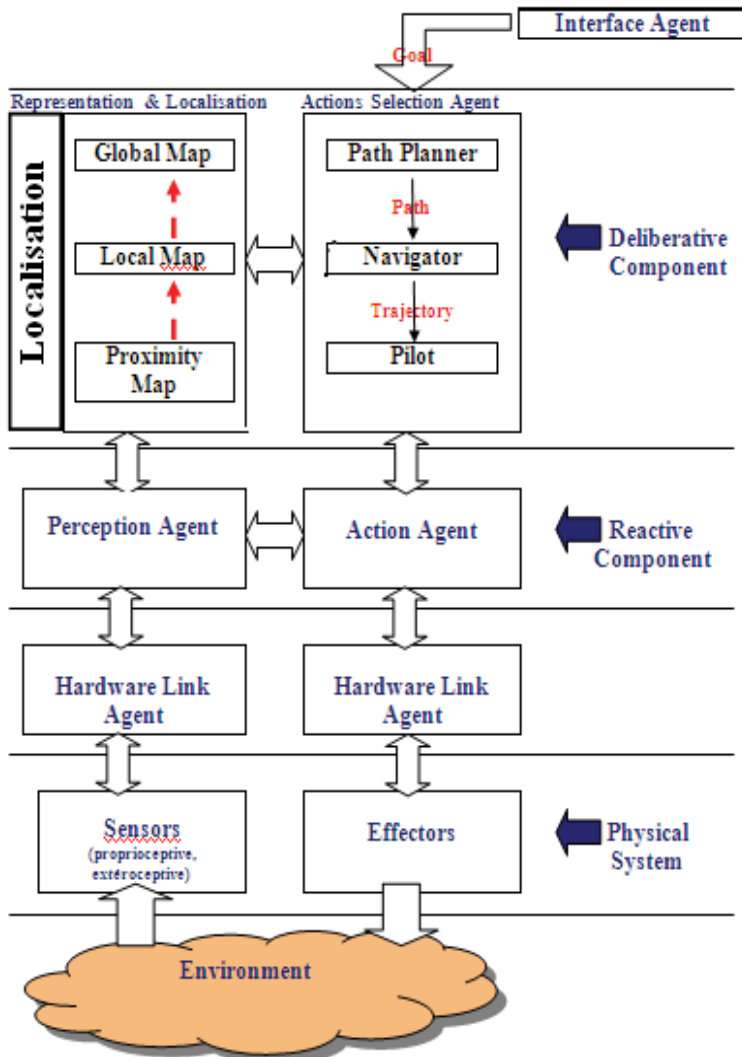 Interface Agent
Goal
Representation & Localisation
Actions Selection Agent
Localisation
Global Map
Local Map
Proximity
Map
Path Planner
Path
Navigator
Trajectory
Pilot
Deliberative
Component
Perception Agent
Action Agent
Reactive
Component
Hardware Link
Agent
Hardware Link
Agent
Sensors
(proprioceptive,
extéroceptive)
Effectors
Physical
System
Environment